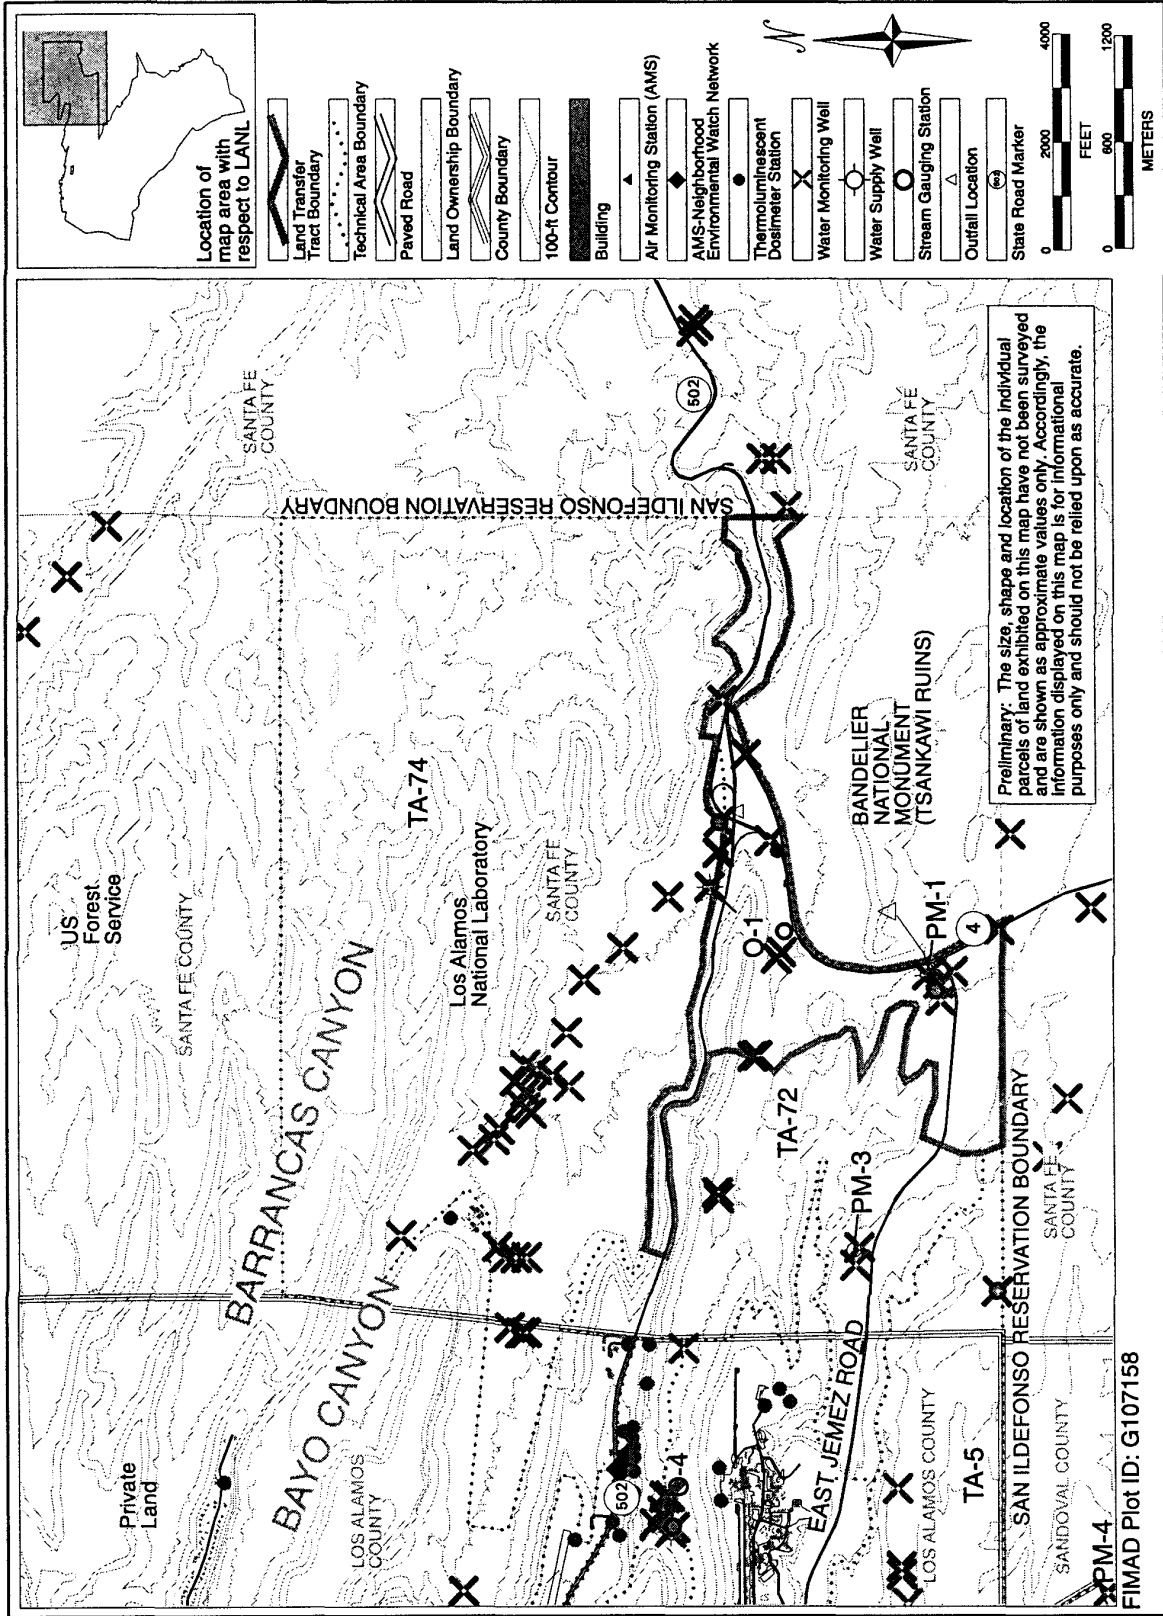 Location of
map area with
respect to LANL
Land Transfer
Tract Boundary
Technical Area Boundary
Paved Road
Land Ownership Boundary
County Boundary
100-ft Contour
Building
Air Monitoring Station (AMS)
AMS-Neighborhood
Environmental Watch Network
Thermoluminescent
Dosimeter Station
Water Monitoring Well
Water Supply Well
Stream Gauging Station
Outfall Location
State Road Marker
N
0 2000 4000
FEET
0 600 1200
METERS
Private
Land
US
Forest
Service
SANTA FE COUNTY
SANTA FE
COUNTY
BARRANCAS CANYON
BAYO CANYON
LOS ALAMOS
COUNTY
TA-74
Los Alamos
National Laboratory
SANTA FE
COUNTY
SAN ILDEFONSO RESERVATION BOUNDARY
502
502
O-4
O-1
TA-72
PM-3
PM-1
4
BANDELIER
NATIONAL
MONUMENT
(TSANKAWI RUINS)
SANTA FE
COUNTY
EAST JEMEZ ROAD
LOS ALAMOS COUNTY
TA-5
SAN ILDEFONSO RESERVATION BOUNDARY
SANDOVAL COUNTY
SANTA FE
COUNTY
PM-4
Preliminary: The size, shape and location of the individual
parcels of land exhibited on this map have not been surveyed
and are shown as approximate values only. Accordingly, the
information displayed on this map is for informational
purposes only and should not be relied upon as accurate.
FIMAD Plot ID: G107158